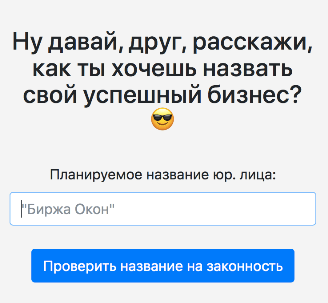 Ну давай, друг, расскажи,
как ты хочешь назвать
свой успешный бизнес?
😎
Планируемое название юр. лица:
"Биржа Окон"
Проверить название на законность